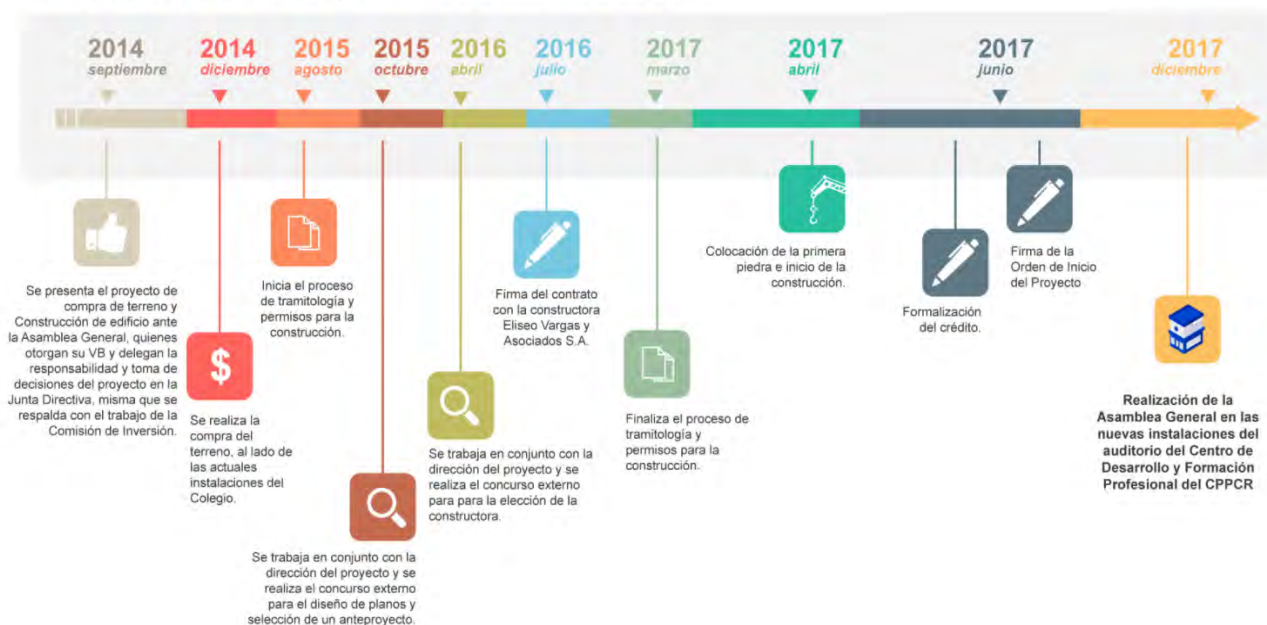 2014
septiembre
2014
diciembre
2015
agosto
2015
octubre
2016
abril
2016
julio
2017
marzo
2017
abril
2017
junio
2017
diciembre
Se presenta el proyecto de
compra de terreno y
Construcción de edificio ante
la Asamblea General, quienes
otorgan su VB y delegan la
responsabilidad y toma de
decisiones del proyecto en la
Junta Directiva, misma que se
respalda con el trabajo de la
Comisión de Inversión.
$
Se realiza la
compra del
terreno, al lado de
las actuales
instalaciones del
Colegio.
Inicia el proceso
de tramitología y
permisos para la
construcción.
Se trabaja en conjunto con la
dirección del proyecto y se
realiza el concurso externo
para el diseño de planos y
selección de un anteproyecto.
Se trabaja en conjunto con la
dirección del proyecto y se
realiza el concurso externo
para para la elección de la
constructora.
Firma del contrato
con la constructora
Eliseo Vargas y
Asociados S.A.
Finaliza el proceso de
tramitología y
permisos para la
construcción.
Colocación de la primera
piedra e inicio de la
construcción.
Formalización
del crédito.
Firma de la
Orden de Inicio
del Proyecto
Realización de la
Asamblea General en las
nuevas instalaciones del
auditorio del Centro de
Desarrollo y Formación
Profesional del CPPCR